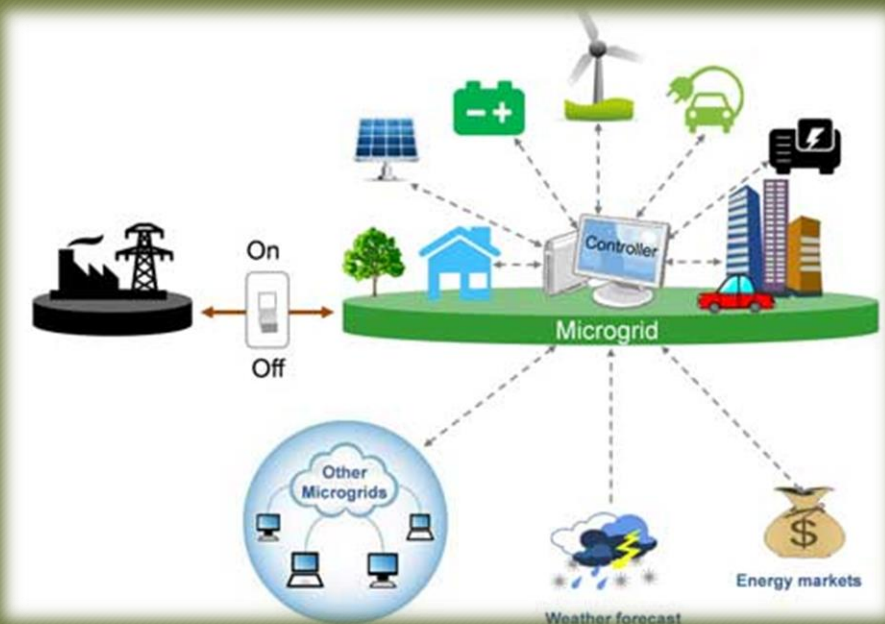 On
Off
Controller
Microgrid
Other
Microgrids
Weather forecast
$
Energy markets